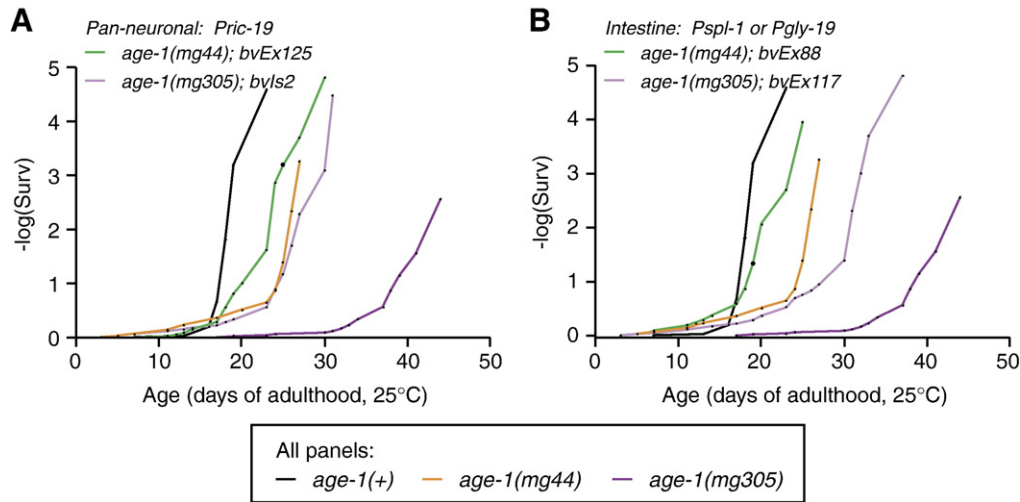 A
Pan-neuronal: Pric-19
age-1(mg44); bvEx125
age-1(mg305); bvIs2
-log(Surv)
5
4
3
2
1
0
0 10 20 30 40 50
Age (days of adulthood, 25°C)
B
Intestine: Pspl-1 or Pgly-19
age-1(mg44); bvEx88
age-1(mg305); bvEx117
-log(Surv)
5
4
3
2
1
0
0 10 20 30 40 50
Age (days of adulthood, 25°C)
All panels:
age-1(+) age-1(mg44) age-1(mg305)